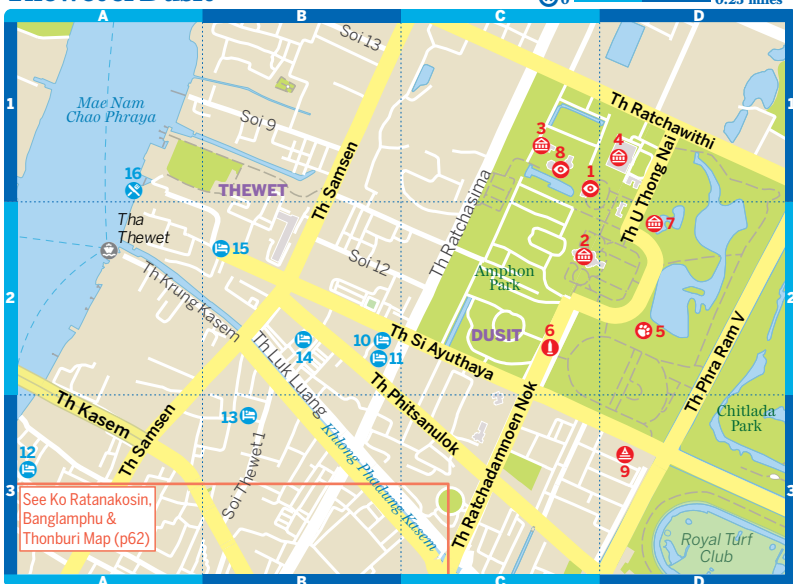 0
0.25 miles
A
B
C
D
1
1
Soi 13
Mae Nam
Chao Phraya
Soi 9
Th Ratchawithi
3
8
4
1
16
THEWET
Th Samsen
Th Ratchasima
Th U Thong Nai
7
Tha
Thewet
15
Soi 12
2
2
2
Amphon
Park
Th Krung Kasem
Th Luk Luang
14
10
11
Th Si Ayuthaya
DUSIT
6
5
Th Phra Ram V
Th Phitsanulok
Th Kasem
Th Samsen
13
Soi Thewet 1
Khlong Phadung Kasem
Th Ratchadamnoen Nok
Chitlada
Park
12
9
3
3
See Ko Ratanakosin,
Banglamphu &
Thonburi Map (p62)
Royal Turf
Club
A
B
C
D